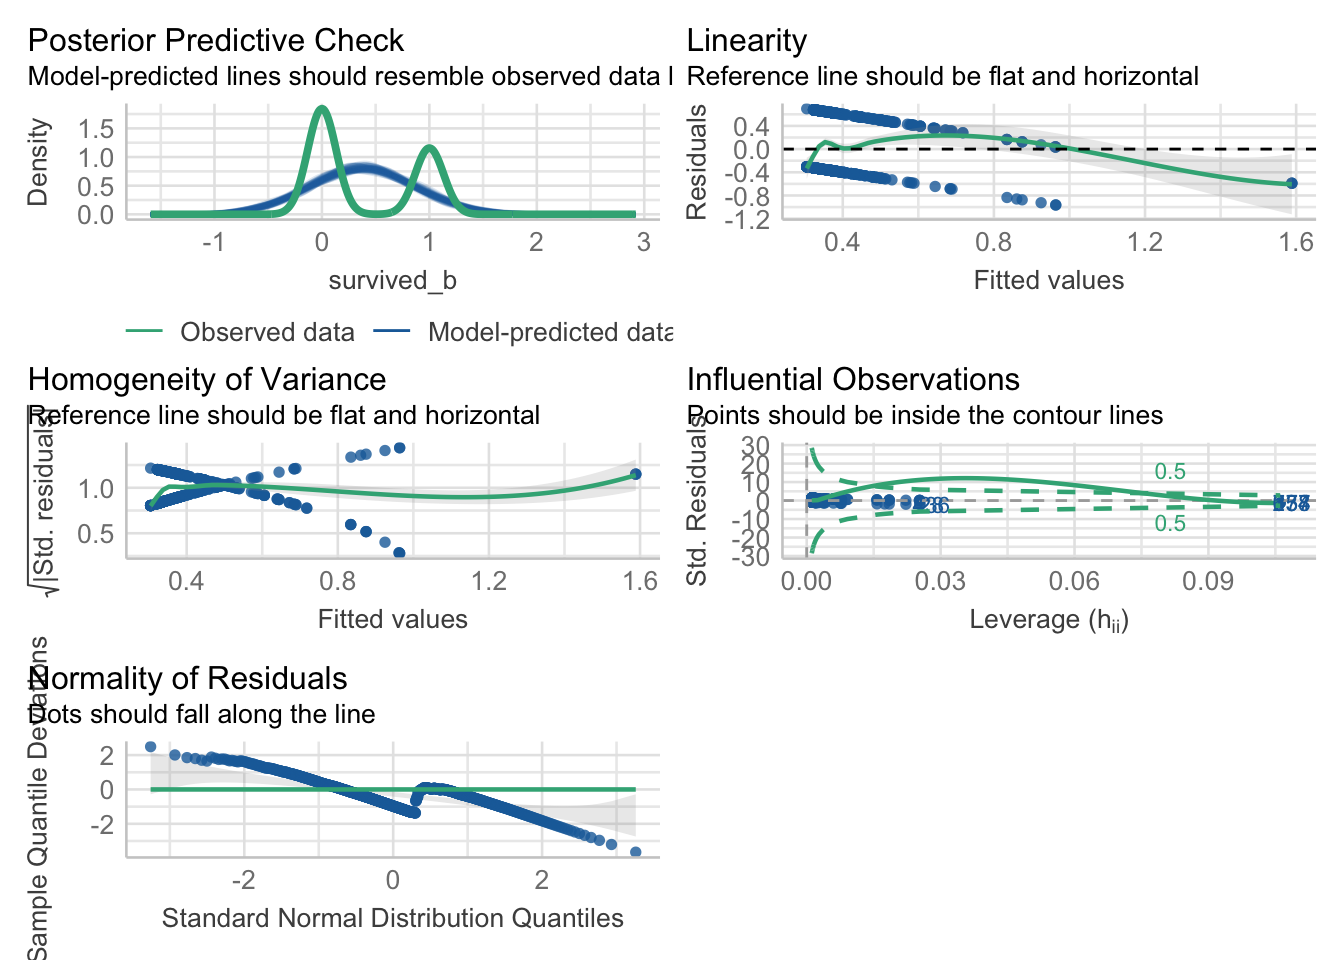 Posterior Predictive Check
Model-predicted lines should resemble observed data l
Density
1.5
1.0
0.5
0.0
-1 0 1 2 3
survived_b
Observed data Model-predicted data
Linearity
Reference line should be flat and horizontal
Residuals
0.4
0.0
-0.4
-0.8
-1.2
0.4 0.8 1.2 1.6
Fitted values
Homogeneity of Variance
Reference line should be flat and horizontal
√|Std. residuals|
1.0
0.5
0.4 0.8 1.2 1.6
Fitted values
Influential Observations
Points should be inside the contour lines
Std. Residuals
30
20
10
0
-10
-20
-30
0.5
0.5
0.00 0.03 0.06 0.09
Leverage (hii)
Normality of Residuals
Dots should fall along the line
Sample Quantile Deviations
2
0
-2
-2 0 2
Standard Normal Distribution Quantiles